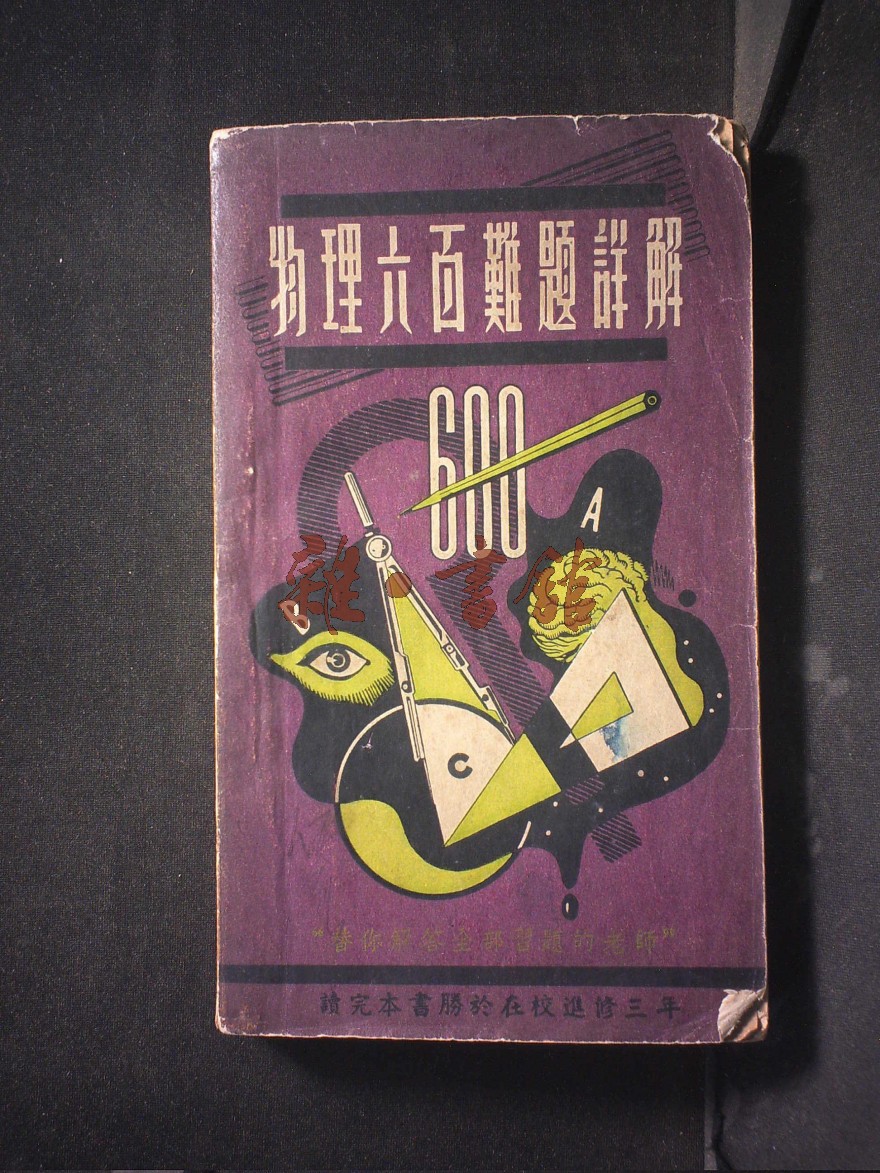 物理六百難題詳解
600
A
D
C
雜·書館
“替你解答全部習題的老師”
讀完本書勝於在校進修三年